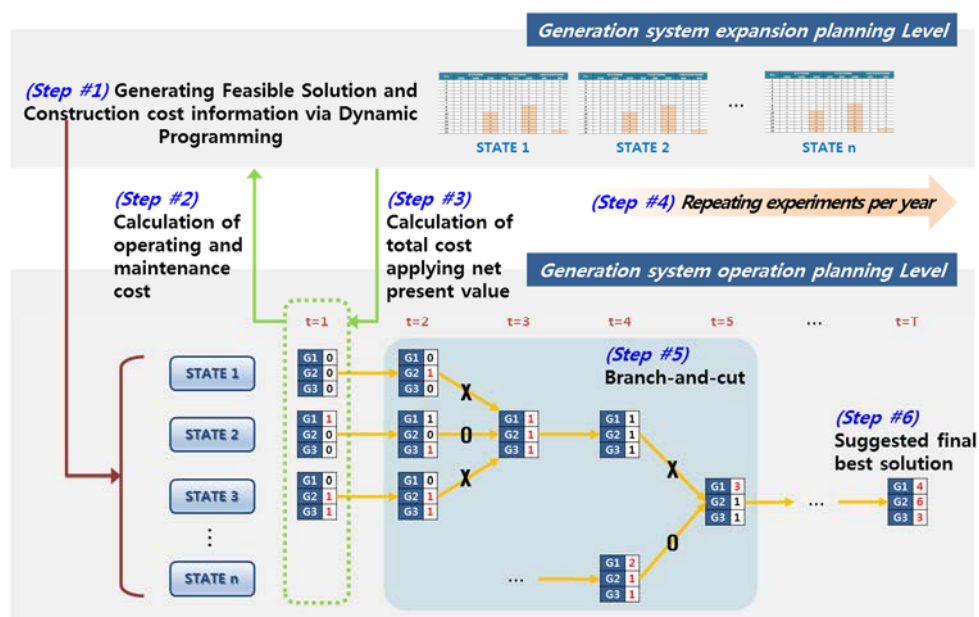 Generation system expansion planning Level
(Step #1) Generating Feasible Solution and
Construction cost information via Dynamic
Programming
...
STATE 1
STATE 2
STATE n
(Step #2)
Calculation of
operating and
maintenance
cost
(Step #3)
Calculation of
total cost
applying net
present value
(Step #4) Repeating experiments per year
Generation system operation planning Level
t=1
t=2
t=3
t=4
t=5
...
t=T
STATE 1
G1 0
G2 0
G3 0
G1 0
G2 1
G3 0
X
(Step #5)
Branch-and-cut
STATE 2
G1 1
G2 0
G3 0
G1 1
G2 0
G3 1
O
G1 1
G2 1
G3 1
G1 1
G2 1
G3 1
(Step #6)
Suggested final
best solution
STATE 3
G1 0
G2 1
G3 1
G1 0
G2 1
G3 1
X
X
G1 3
G2 1
G3 1
...
G1 4
G2 6
G3 3
⋮
O
STATE n
...
G1 2
G2 1
G3 1